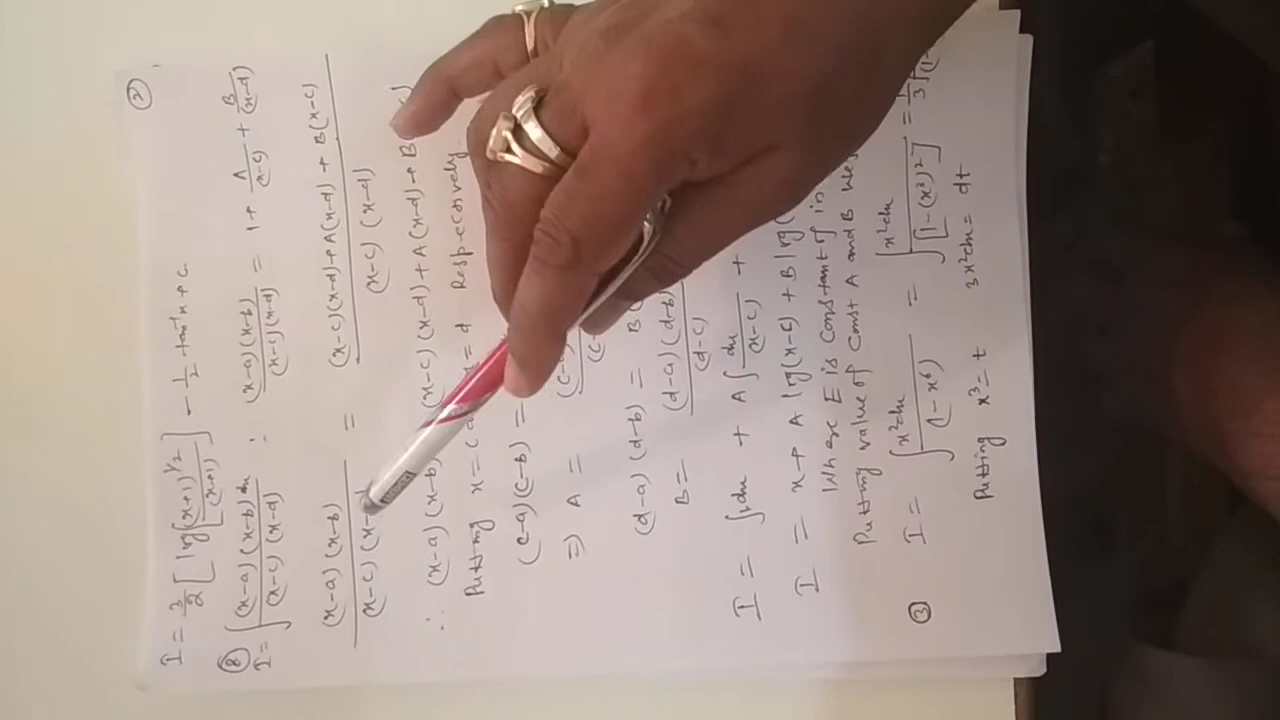 ②
I = 3/2 [ log (x+1)^1/2 / (x+1) ] - 1/2 tan⁻¹x + c.
⑧
I = ∫ (x-a)(x-b)dx / (x-c)(x-d) ; (x-a)(x-b) / (x-c)(x-d) = 1 + A/(x-c) + B/(x-d)
(x-a)(x-b) / (x-c)(x- = (x-c)(x-d)+A(x-d)+B(x-c) / (x-c)(x-d)
∴ (x-a)(x-b) (x-c)(x-d)+A(x-d)+B(
Putting x=c = d Respectively
(c-a)(c-b) =
⇒ A = (c-
(d-a)(d-b) = B(
B = (d-a)(d-b) / (d-c)
I = ∫1dx + A∫ dx/(x-c) +
I = x + A log(x-c) + B log(
Where E is constant of in
Putting value of const A and B we
③ I = ∫ x²dx / (1-x⁶) = ∫ x²dx / [1-(x³)²] = 1/3 ∫
Putting x³=t 3x²dx = dt